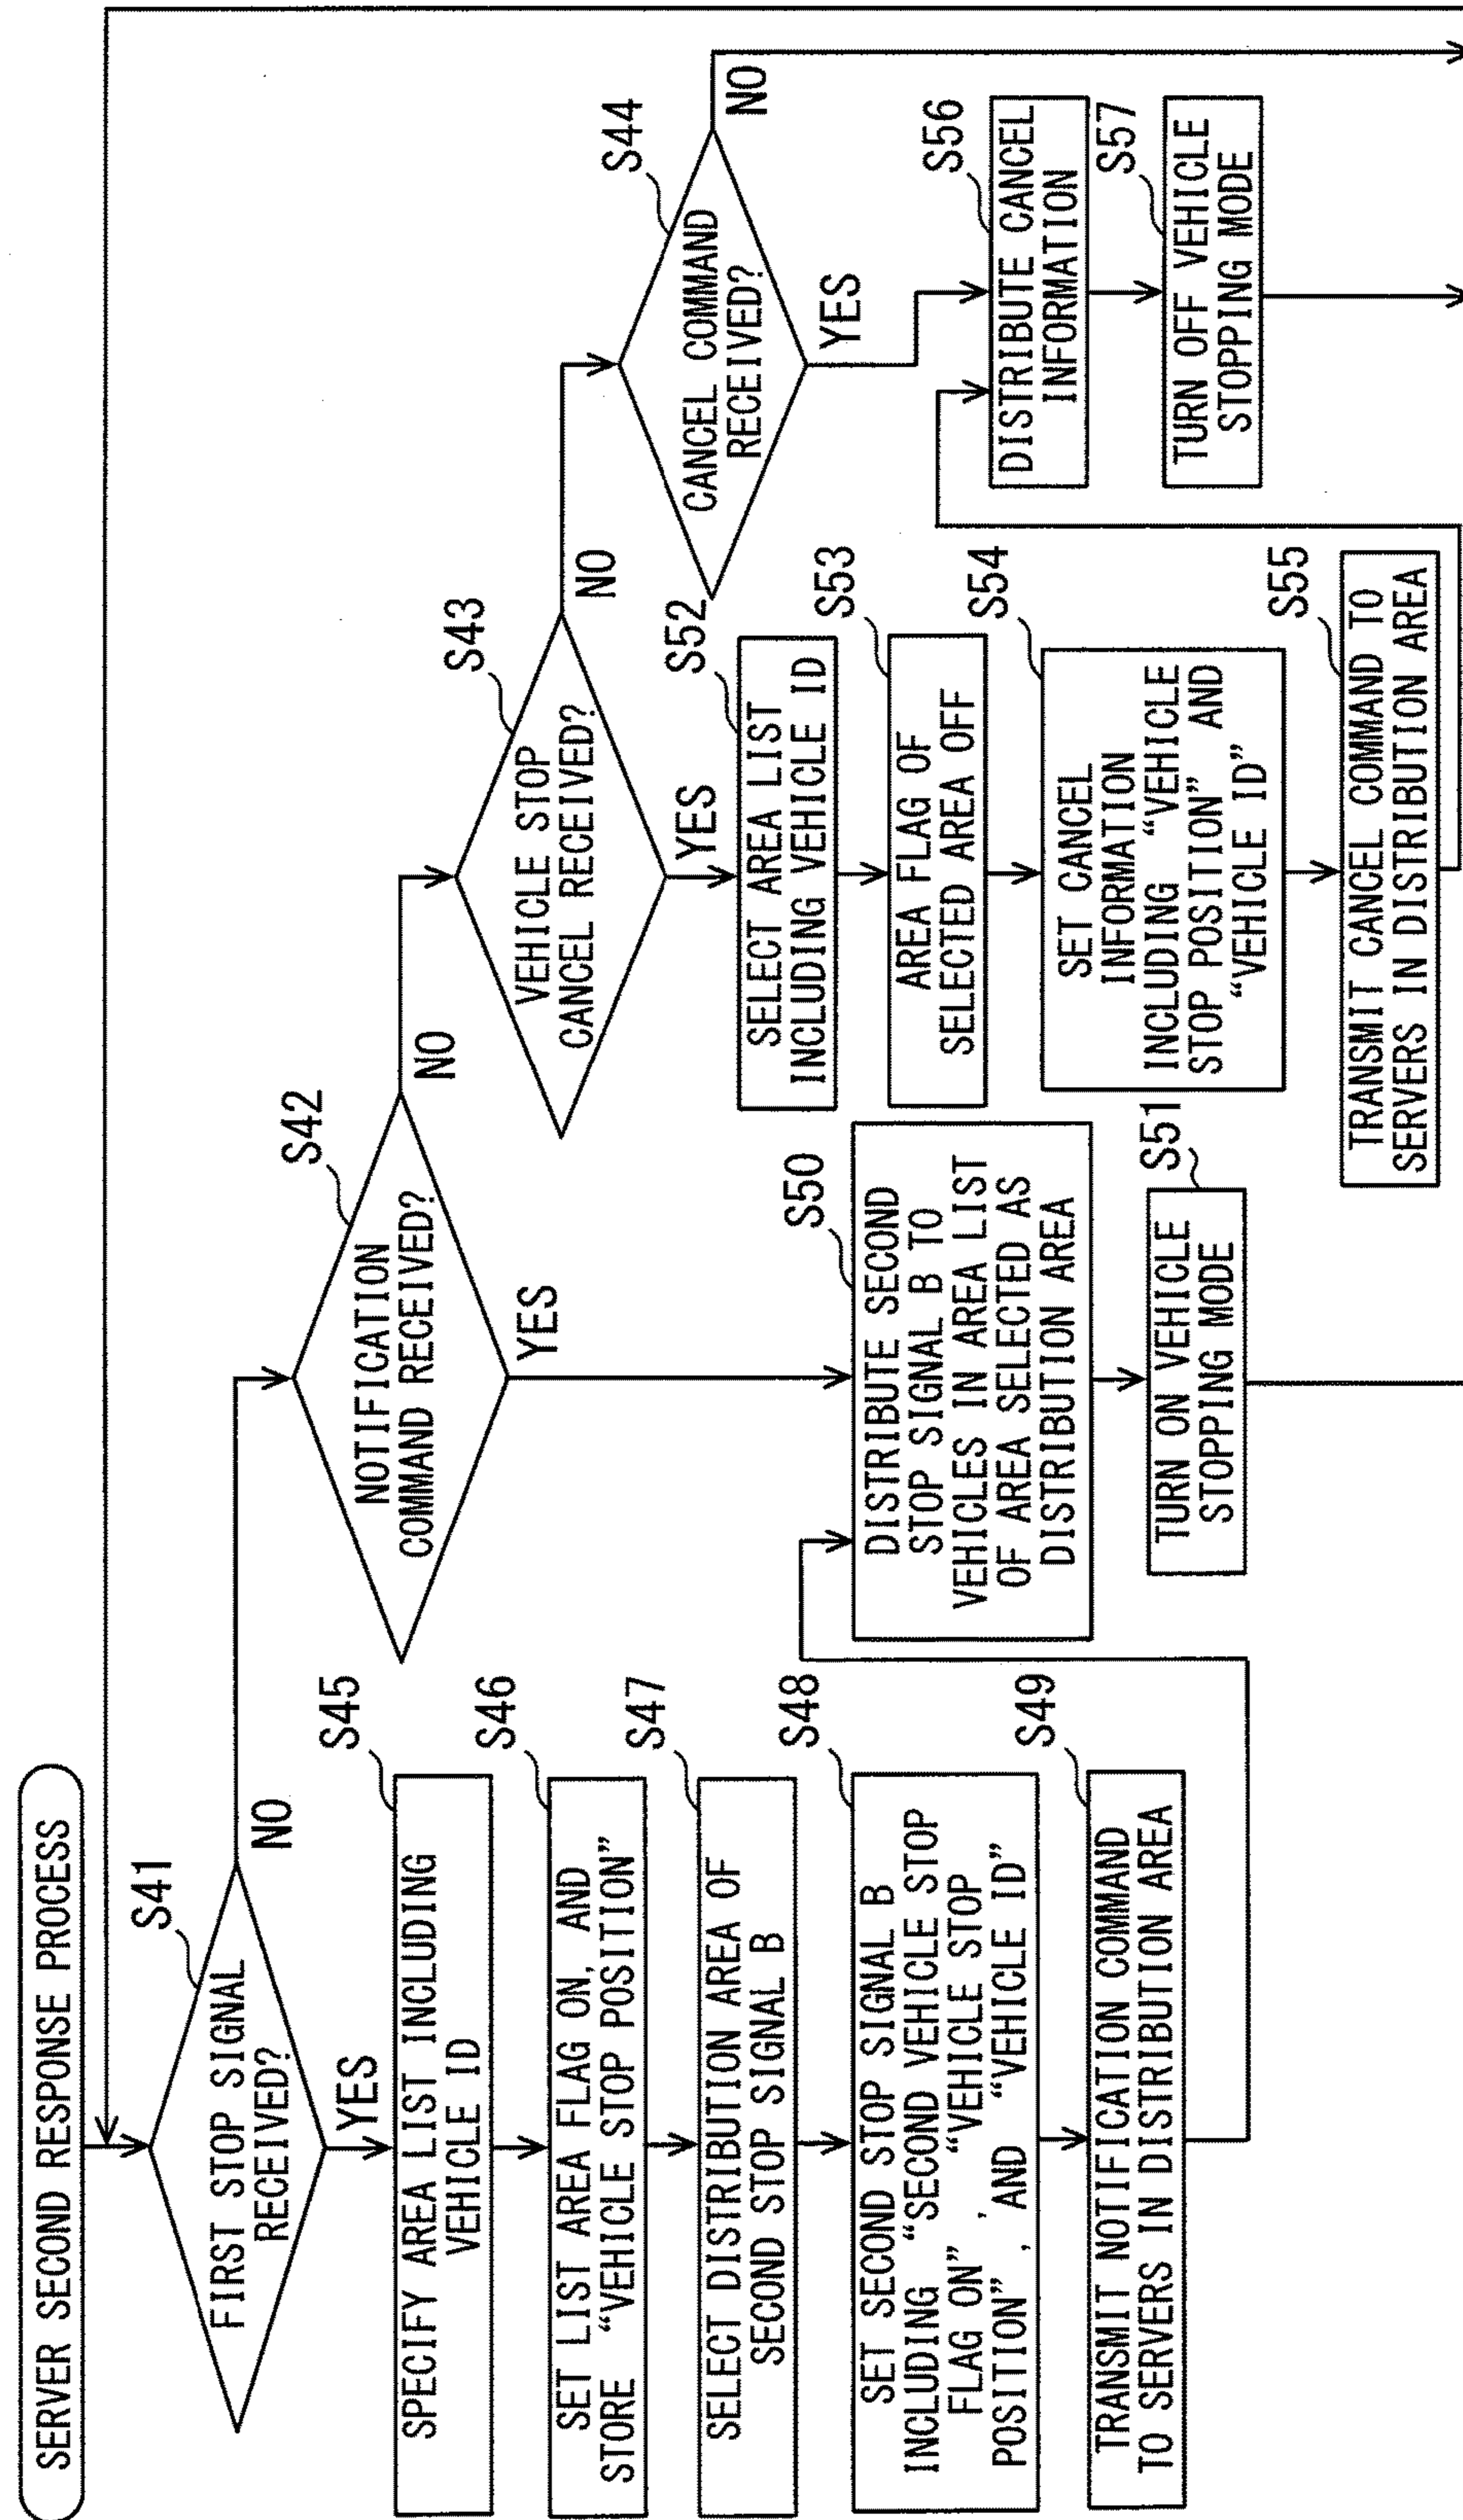 SERVER SECOND RESPONSE PROCESS
S41
FIRST STOP SIGNAL
RECEIVED?
NO
YES
S42
NOTIFICATION
COMMAND RECEIVED?
NO
YES
S43
VEHICLE STOP
CANCEL RECEIVED?
NO
YES
S44
CANCEL COMMAND
RECEIVED?
NO
YES
S45
SPECIFY AREA LIST INCLUDING
VEHICLE ID
S46
SET LIST AREA FLAG ON, AND
STORE “VEHICLE STOP POSITION”
S47
SELECT DISTRIBUTION AREA OF
SECOND STOP SIGNAL B
S48
SET SECOND STOP SIGNAL B
INCLUDING “SECOND VEHICLE STOP
FLAG ON”, “VEHICLE STOP
POSITION”, AND “VEHICLE ID”
S49
TRANSMIT NOTIFICATION COMMAND
TO SERVERS IN DISTRIBUTION AREA
S50
DISTRIBUTE SECOND
STOP SIGNAL B TO
VEHICLES IN AREA LIST
OF AREA SELECTED AS
DISTRIBUTION AREA
S51
TURN ON VEHICLE
STOPPING MODE
S52
SELECT AREA LIST
INCLUDING VEHICLE ID
S53
AREA FLAG OF
SELECTED AREA OFF
S54
SET CANCEL
INFORMATION
INCLUDING “VEHICLE
STOP POSITION” AND
“VEHICLE ID”
S55
TRANSMIT CANCEL COMMAND TO
SERVERS IN DISTRIBUTION AREA
S56
DISTRIBUTE CANCEL
INFORMATION
S57
TURN OFF VEHICLE
STOPPING MODE